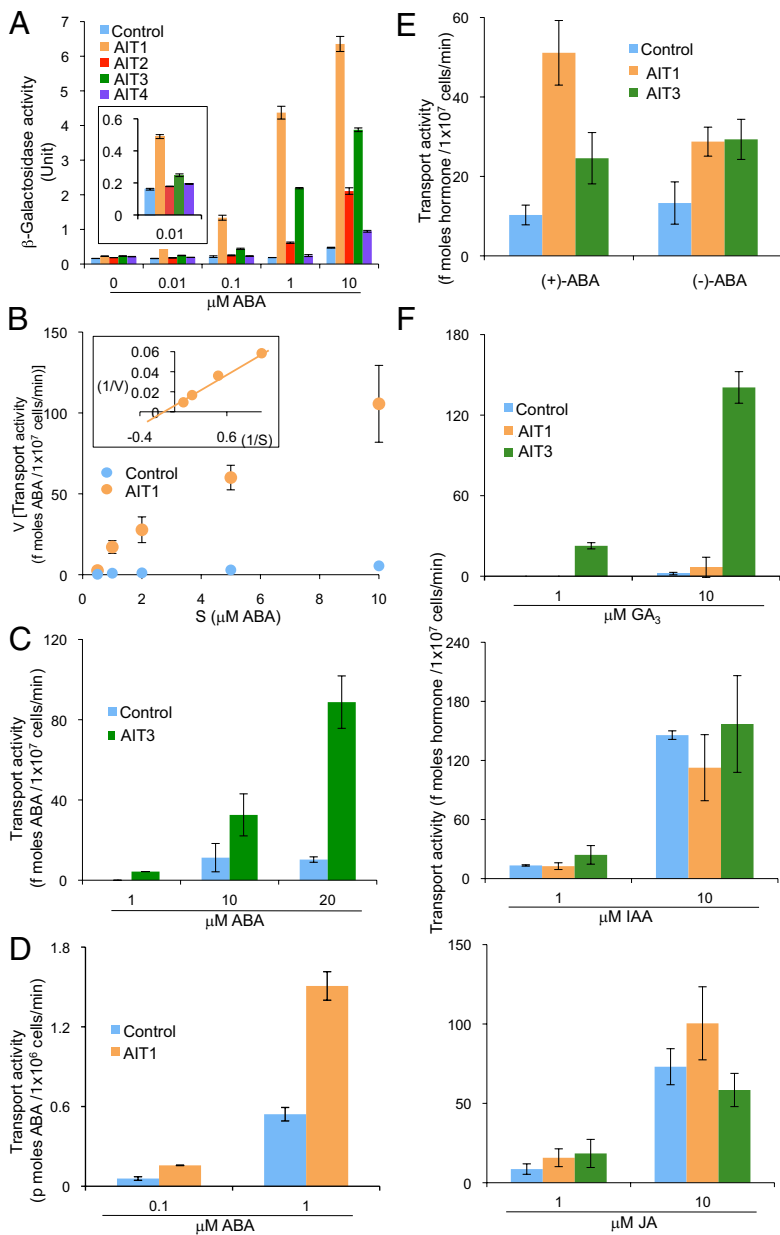 A
β-Galactosidase activity
(Unit)
7
6
5
4
3
2
1
0
Control
AIT1
AIT2
AIT3
AIT4
0.6
0.4
0.2
0
0.01
0 0.01 0.1 1 10
μM ABA
B
V [Transport activity
(f moles ABA /1x10⁷ cells/min)]
150
100
50
0
0.06
0.04
0.02
0
(1/V)
-0.4 0.6 (1/S)
Control
AIT1
0 2 4 6 8 10
S (μM ABA)
C
Transport activity
(f moles ABA /1x10⁷ cells/min)
120
80
40
0
Control
AIT3
1 10 20
μM ABA
D
Transport activity
(p moles ABA /1x10⁶ cells/min)
1.8
1.2
0.6
0
Control
AIT1
0.1 1
μM ABA
E
Transport activity
(f moles hormone /1x10⁷ cells/min)
60
40
20
0
Control
AIT1
AIT3
(+)-ABA (-)-ABA
F
Transport activity (f moles hormone /1x10⁷ cells/min)
180
120
60
0
Control
AIT1
AIT3
1 10
μM GA₃
240
180
120
60
0
1 10
μM IAA
150
100
50
0
1 10
μM JA